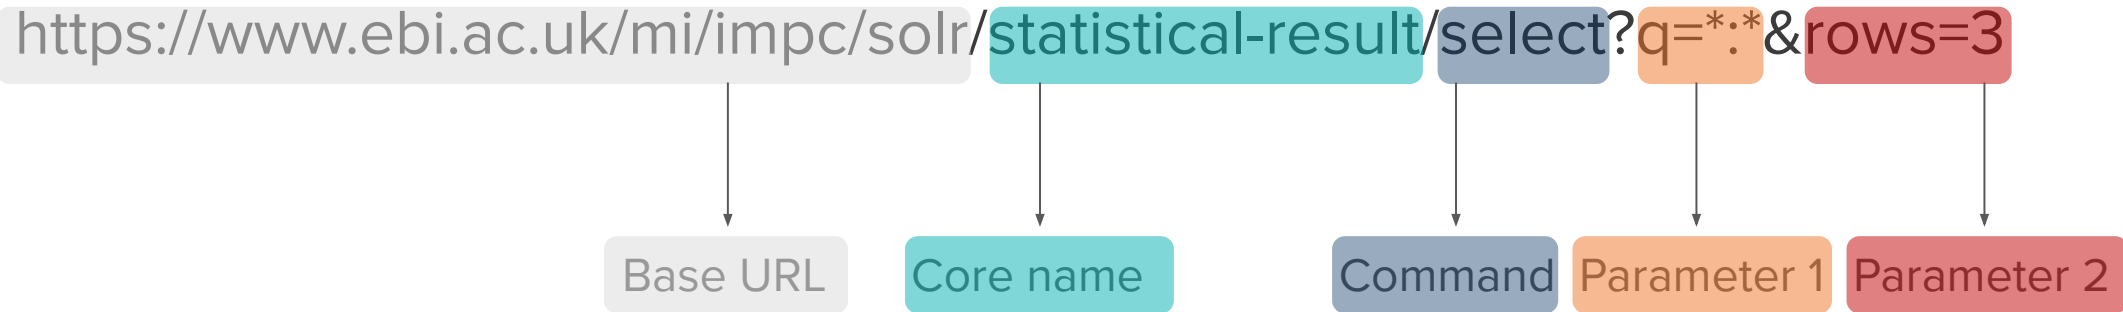 https://www.ebi.ac.uk/mi/impc/solr/statistical-result/select?q=*:*&rows=3
Base URL Core name Command Parameter 1 Parameter 2